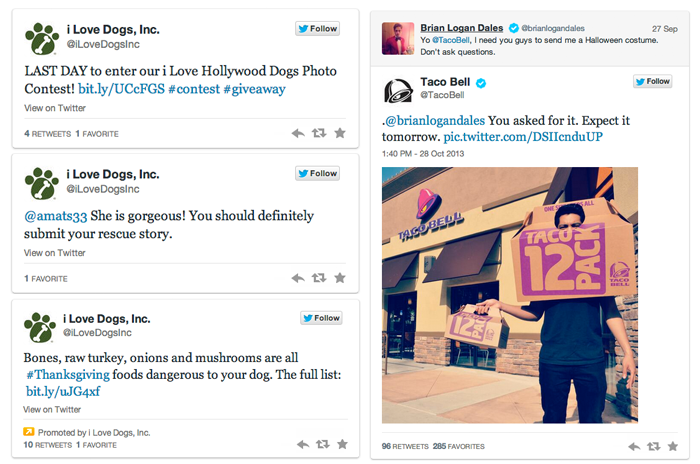 i Love Dogs, Inc.
@iLoveDogsInc
Follow
LAST DAY to enter our i Love Hollywood Dogs Photo
Contest! bit.ly/UCcFGS #contest #giveaway
View on Twitter
4 RETWEETS 1 FAVORITE
i Love Dogs, Inc.
@iLoveDogsInc
Follow
@amats33 She is gorgeous! You should definitely
submit your rescue story.
View on Twitter
1 FAVORITE
i Love Dogs, Inc.
@iLoveDogsInc
Follow
Bones, raw turkey, onions and mushrooms are all
#Thanksgiving foods dangerous to your dog. The full list:
bit.ly/uJG4xf
View on Twitter
Promoted by i Love Dogs, Inc.
10 RETWEETS 1 FAVORITE
Brian Logan Dales @brianlogandales 27 Sep
Yo @TacoBell, I need you guys to send me a Halloween costume.
Don't ask questions.
Taco Bell
@TacoBell
Follow
.@brianlogandales You asked for it. Expect it
tomorrow. pic.twitter.com/DSIIcnduUP
1:40 PM - 28 Oct 2013
TACO BELL
TACO
12
PACK
TACO
BELL
12
PACK
96 RETWEETS 285 FAVORITES